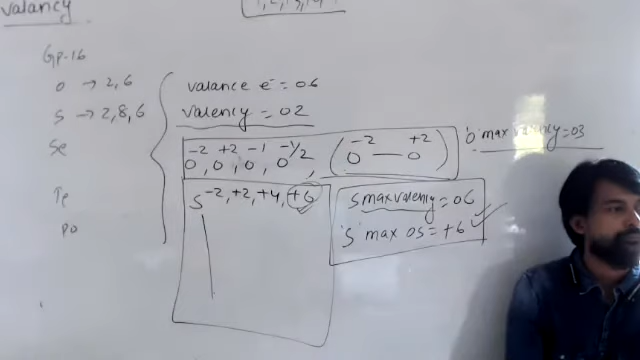 valancy
Gp-16
O → 2,6
S → 2,8,6
Se
Te
PO
valance e⁻ = 06
valency = 02
O⁻², O⁺², O⁻¹, O⁻¹/², (O⁻² — O⁺²)
'O' max valency = 03
S⁻²,⁺²,⁺⁴,⁺⁶
S max valency = 06
'S' max OS = +6